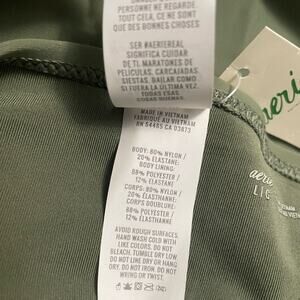 PERSONNE NE REGARDE
TOUT CELA, CE NE SONT
QUE DES BONNES
CHOSES
SER #AERIEREAL
SIGNIFICA CUIDAR DE
TI. MARATONES DE
PELÍCULAS, CARCAJADAS
SIESTAS, BAILAR COMO
SI FUERA LA ÚLTIMA VEZ.
TODAS ESAS
COSAS BUENAS.
MADE IN VIETNAM
FABRIQUÉ AU VIETNAM
RN 54485 CA 03873
BODY: 80% NYLON /
20% ELASTANE
BODY LINING:
88% POLYESTER /
12% ELASTANE
CORPS: 80% NYLON /
20% ÉLASTHANNE
CORPS DOUBLURE:
88% POLYESTER /
12% ÉLASTHANNE
AVOID ROUGH SURFACES.
HAND WASH COLD WITH
LIKE COLORS. DO NOT
BLEACH. TUMBLE DRY LOW.
DO NOT LINE DRY OR HANG
DRY. DO NOT TWIST OR
WRING. DO NOT IRON.
aerie